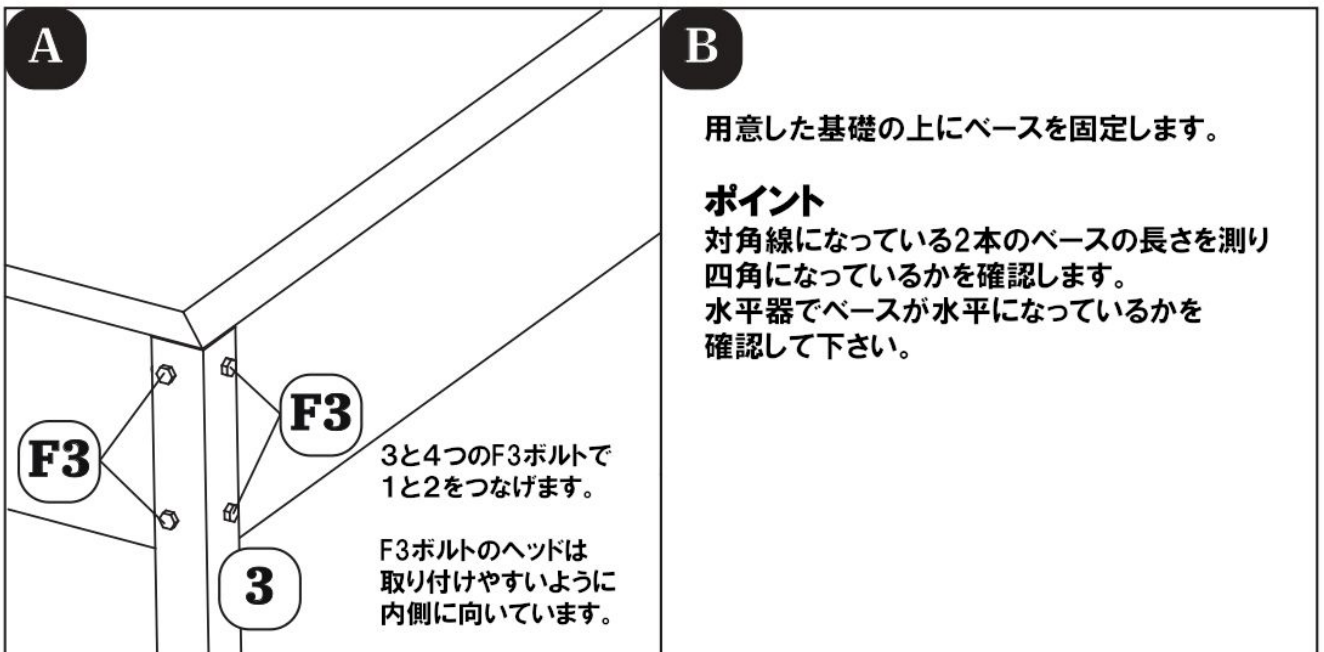 A
F3
F3
3と4つのF3ボルトで
1と2をつなげます。
F3ボルトのヘッドは
取り付けやすいように
内側に向いています。
3
B
用意した基礎の上にベースを固定します。
ポイント
対角線になっている2本のベースの長さを測り
四角になっているかを確認します。
水平器でベースが水平になっているかを
確認して下さい。